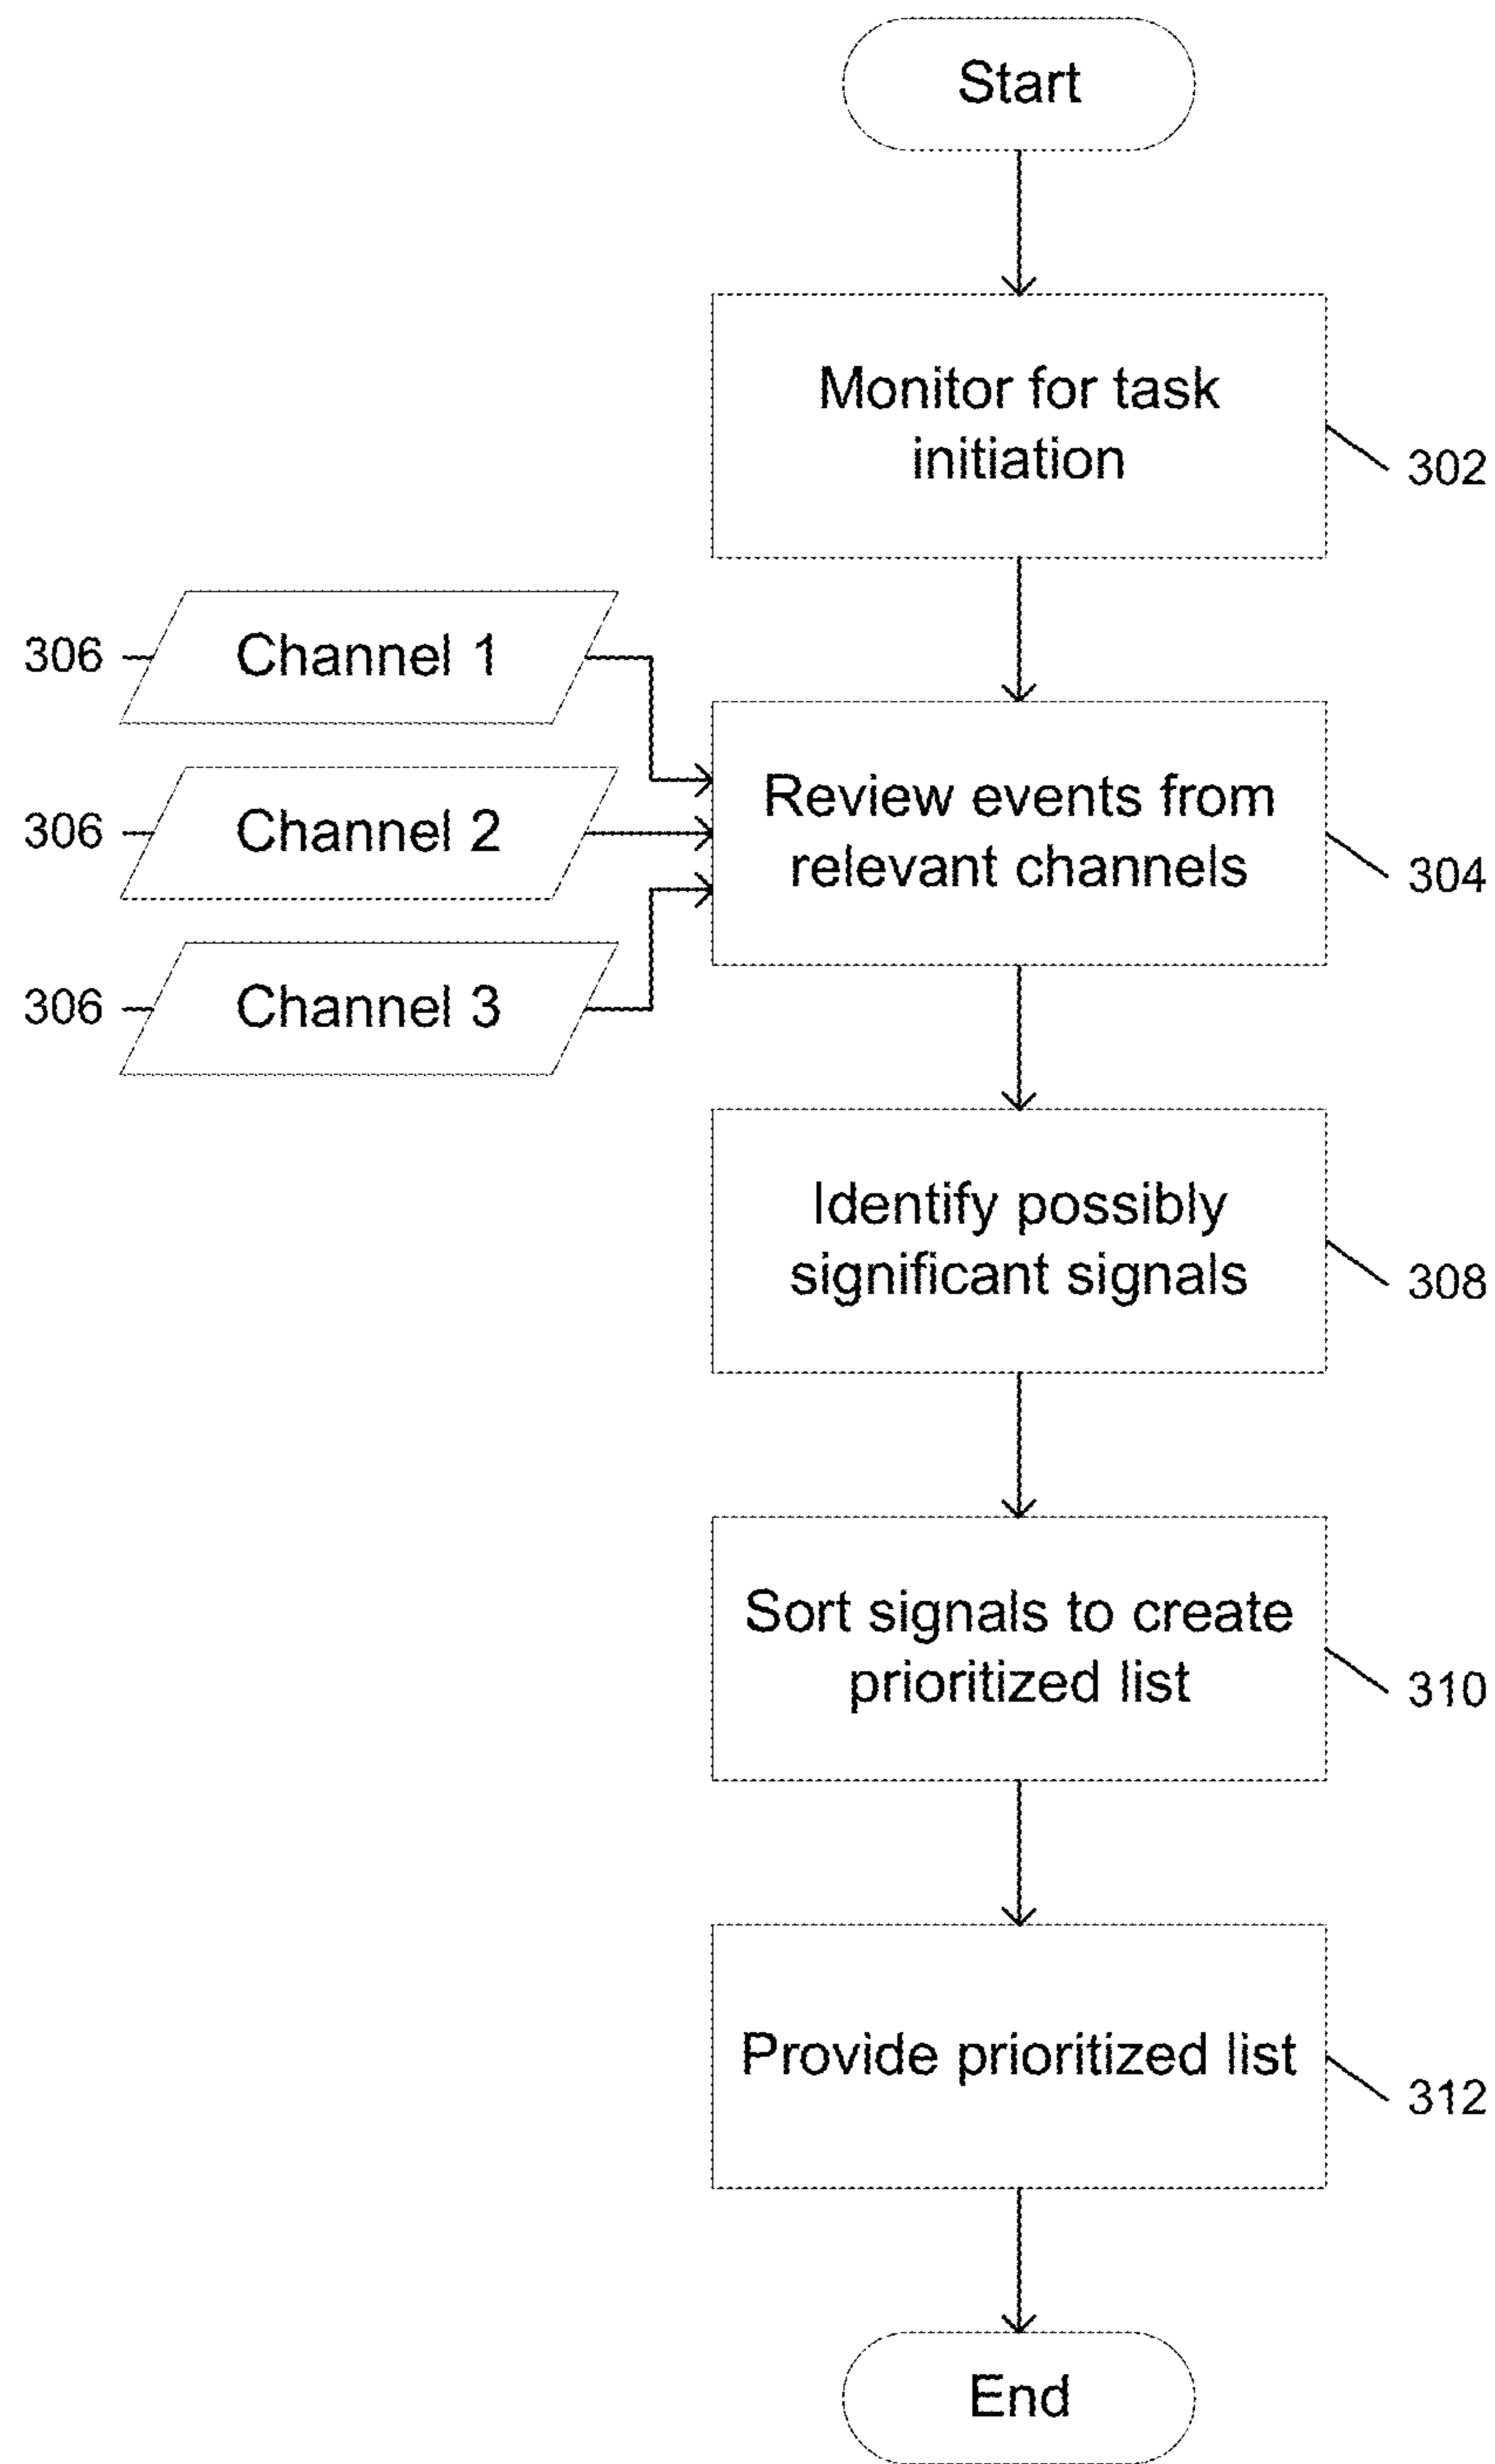 Start
Monitor for task
initiation
302
306
Channel 1
306
Channel 2
306
Channel 3
Review events from
relevant channels
304
Identify possibly
significant signals
308
Sort signals to create
prioritized list
310
Provide prioritized list
312
End